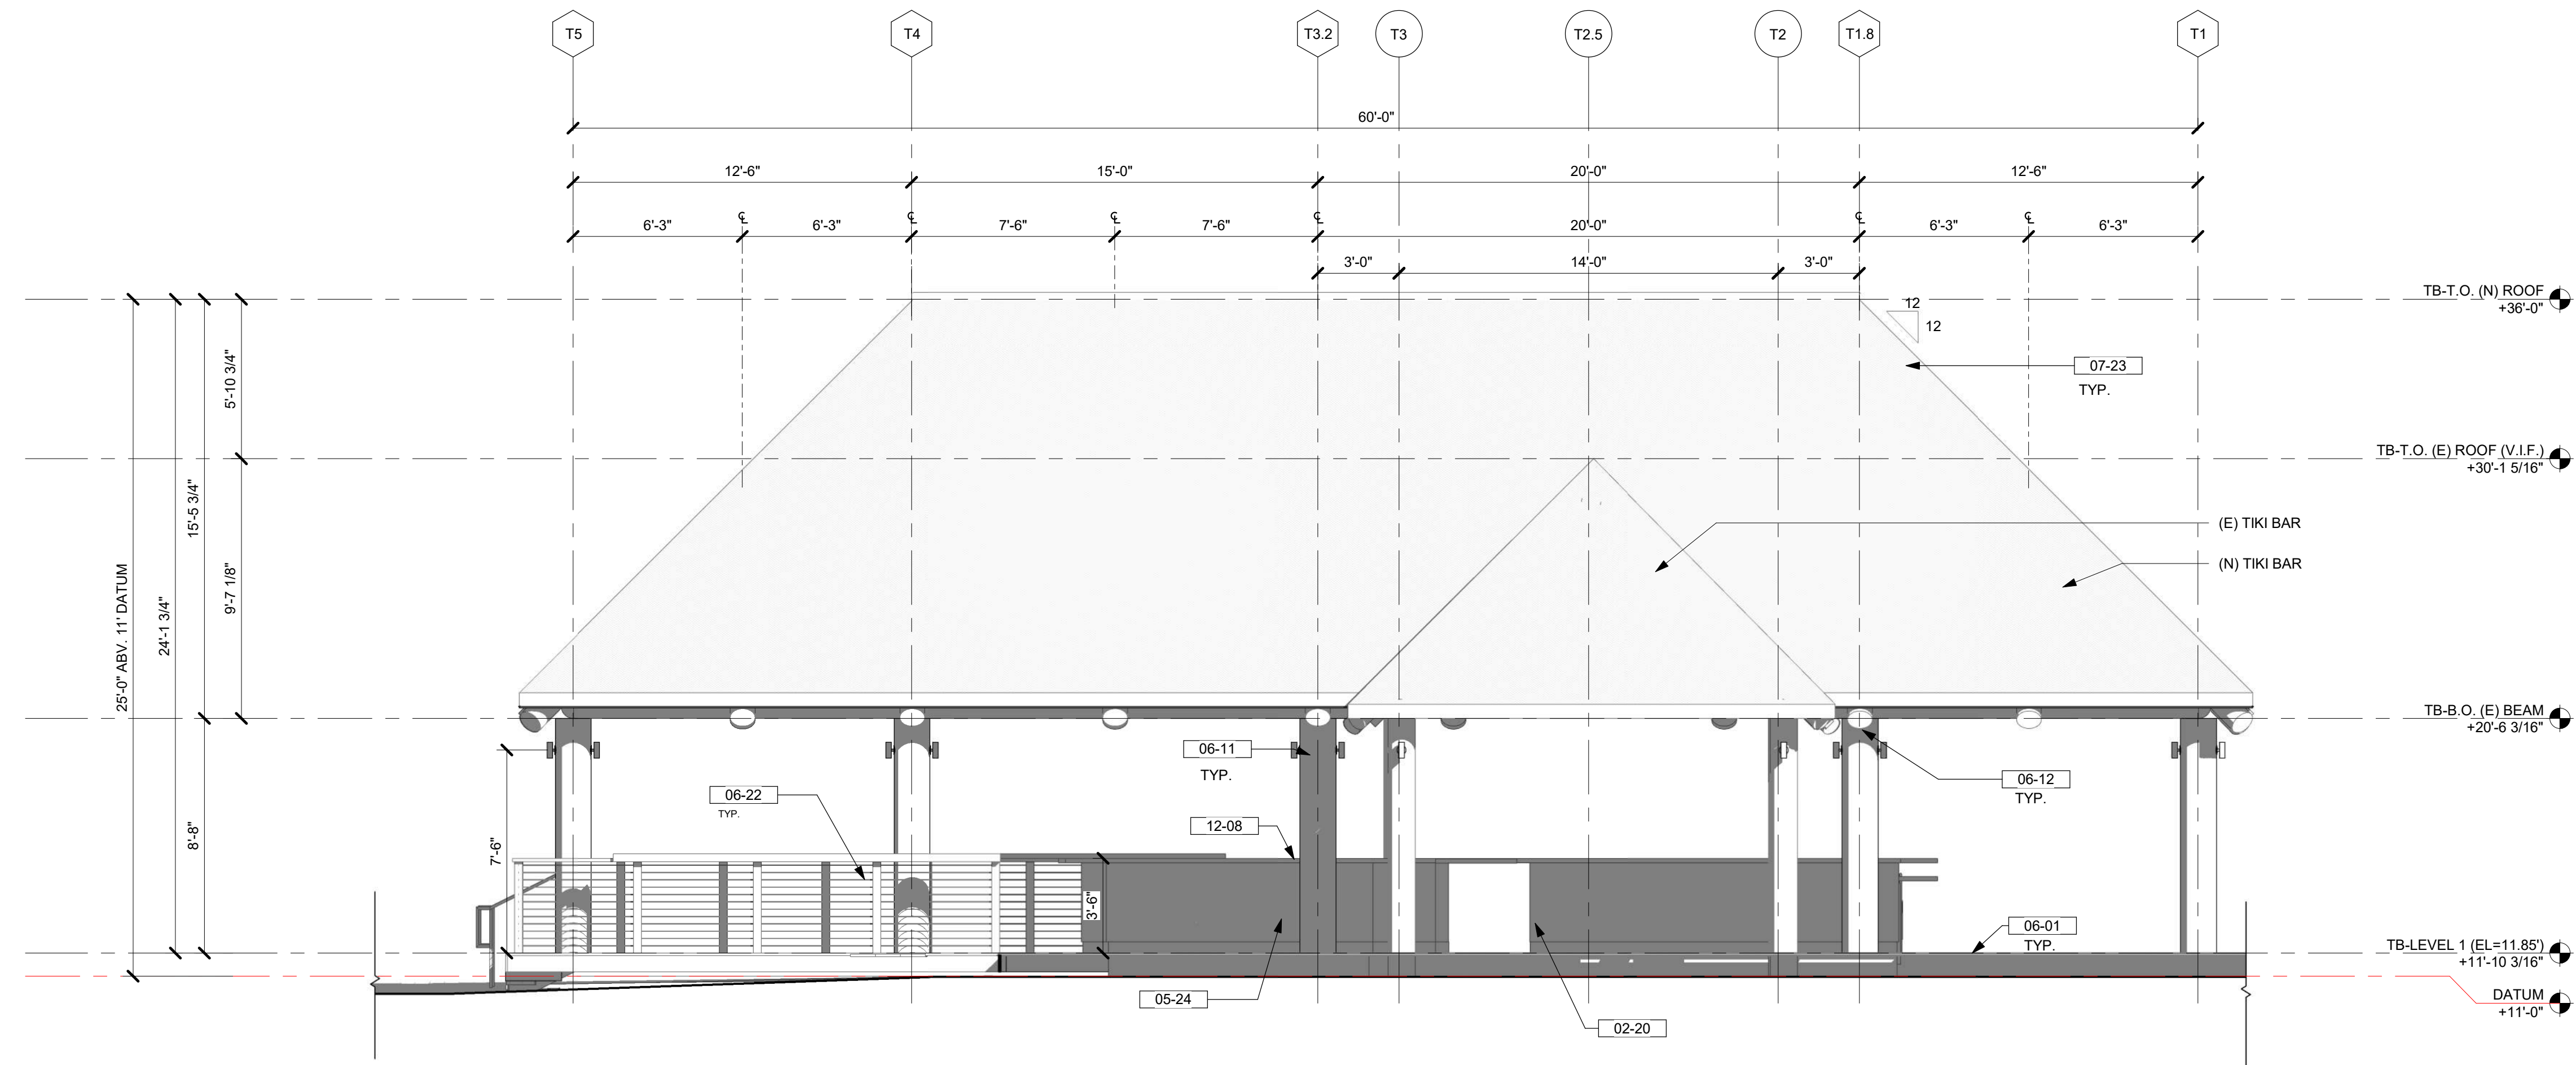 T5
T4
T3.2
T3
T2.5
T2
T1.8
T1
60'-0"
12'-6"
15'-0"
20'-0"
12'-6"
6'-3"
℄
6'-3"
℄
7'-6"
℄
7'-6"
℄
20'-0"
℄
6'-3"
℄
6'-3"
3'-0"
14'-0"
3'-0"
TB-T.O. (N) ROOF
+36'-0"
12
12
07-23
TYP.
5'-10 3/4"
TB-T.O. (E) ROOF (V.I.F.)
+30'-1 5/16"
15'-5 3/4"
(E) TIKI BAR
(N) TIKI BAR
9'-7 1/8"
25'-0" ABV. 11' DATUM
24'-1 3/4"
TB-B.O. (E) BEAM
+20'-6 3/16"
06-11
TYP.
06-12
TYP.
06-22
TYP.
12-08
8'-8"
7'-6"
3'-6"
06-01
TYP.
TB-LEVEL 1 (EL=11.85')
+11'-10 3/16"
05-24
DATUM
+11'-0"
02-20